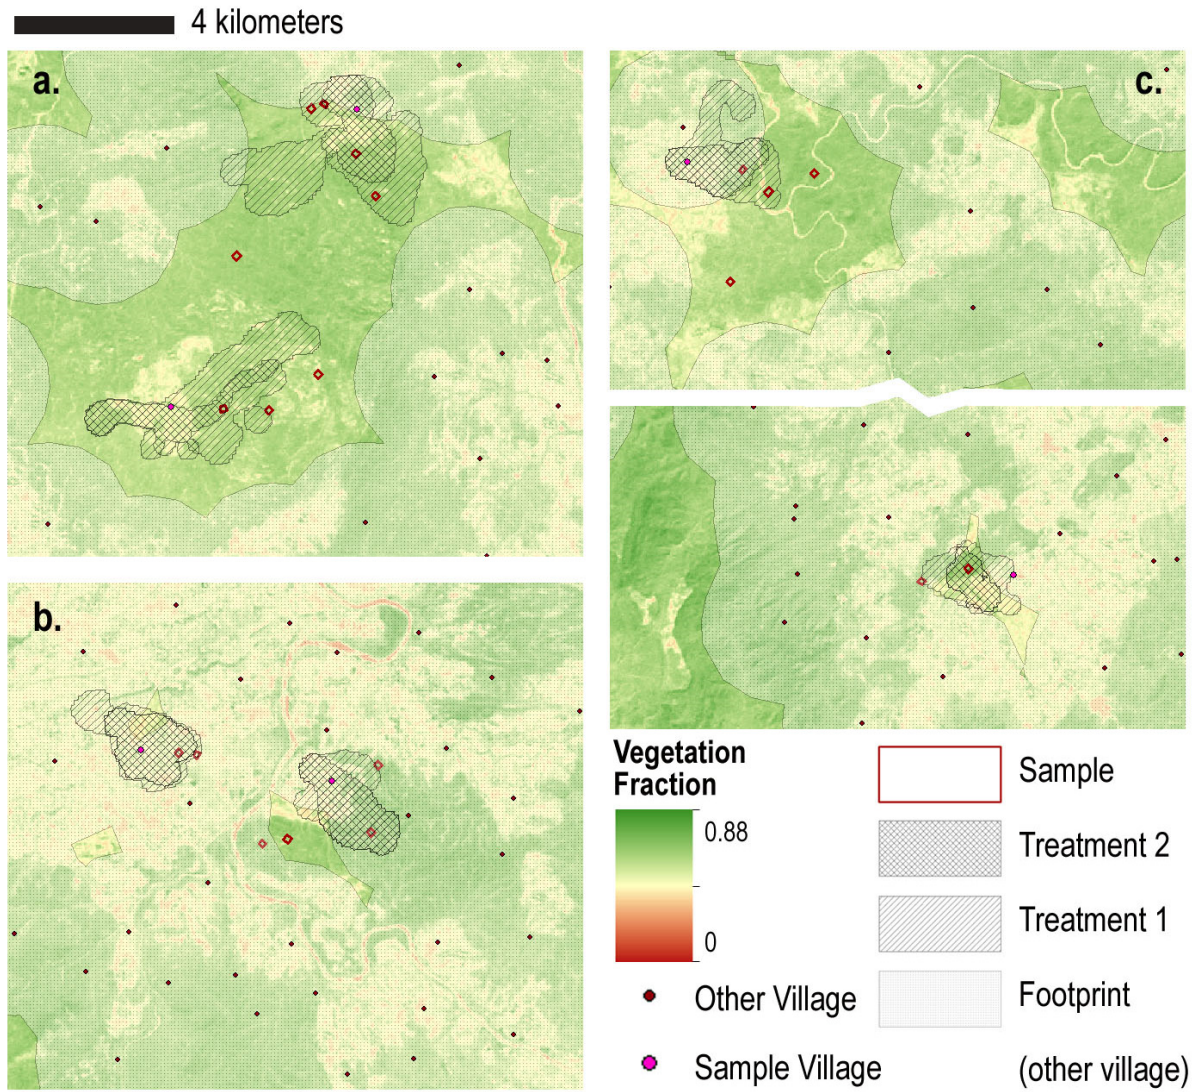 4 kilometers
a.
c.
b.
Vegetation
Fraction
0.88
0
Other Village
Sample Village
Sample
Treatment 2
Treatment 1
Footprint
(other village)